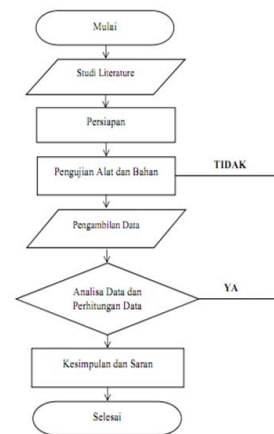 Mulai
Studi Literature
Persiapan
Pengujian Alat dan Bahan
TIDAK
Pengambilan Data
Analisa Data dan
Perhitungan Data
YA
Kesimpulan dan Saran
Selesai